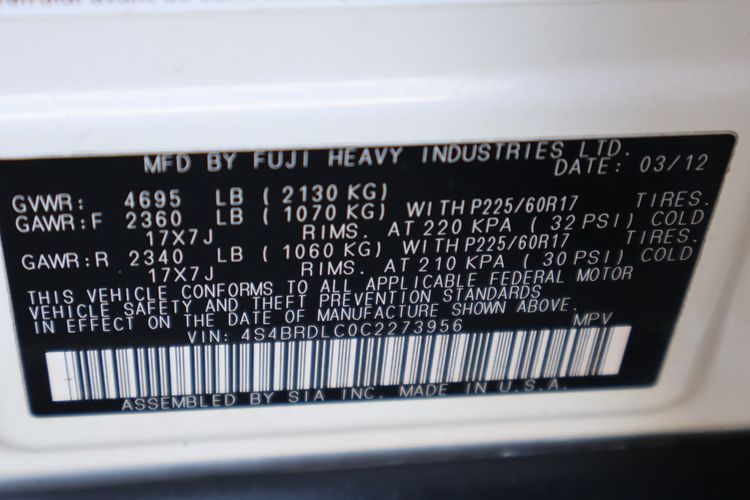 MFD BY FUJI HEAVY INDUSTRIES LTD.
DATE: 03/12
GVWR: 4695 LB ( 2130 KG)
GAWR:F 2360 LB ( 1070 KG) WITH P225/60R17 TIRES.
17X7J RIMS. AT 220 KPA ( 32 PSI) COLD
GAWR:R 2340 LB ( 1060 KG) WITH P225/60R17 TIRES.
17X7J RIMS. AT 210 KPA ( 30 PSI) COLD
THIS VEHICLE CONFORMS TO ALL APPLICABLE FEDERAL MOTOR
VEHICLE SAFETY AND THEFT PREVENTION STANDARDS
IN EFFECT ON THE DATE OF MANUFACTURE SHOWN ABOVE.
VIN: 4S4BRDLC0C2273956 MPV
ASSEMBLED BY SIA INC. MADE IN U.S.A.